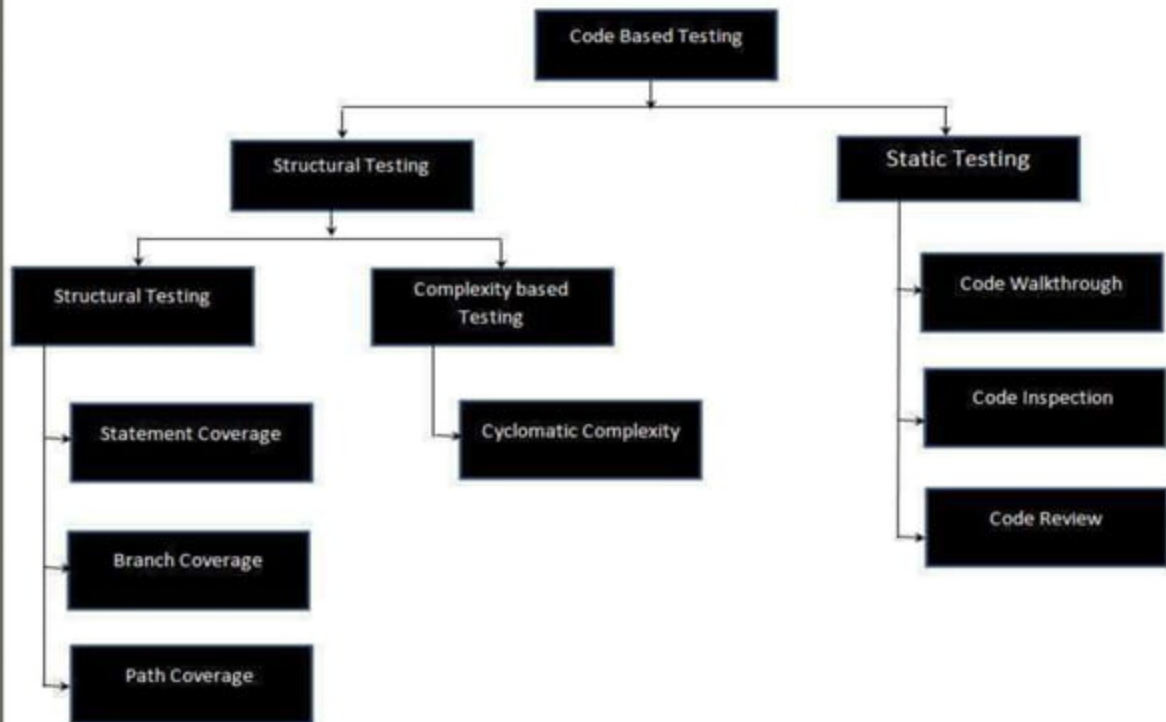 Code Based Testing
Structural Testing
Static Testing
Structural Testing
Complexity based
Testing
Code Walkthrough
Code Inspection
Statement Coverage
Cyclomatic Complexity
Code Review
Branch Coverage
Path Coverage